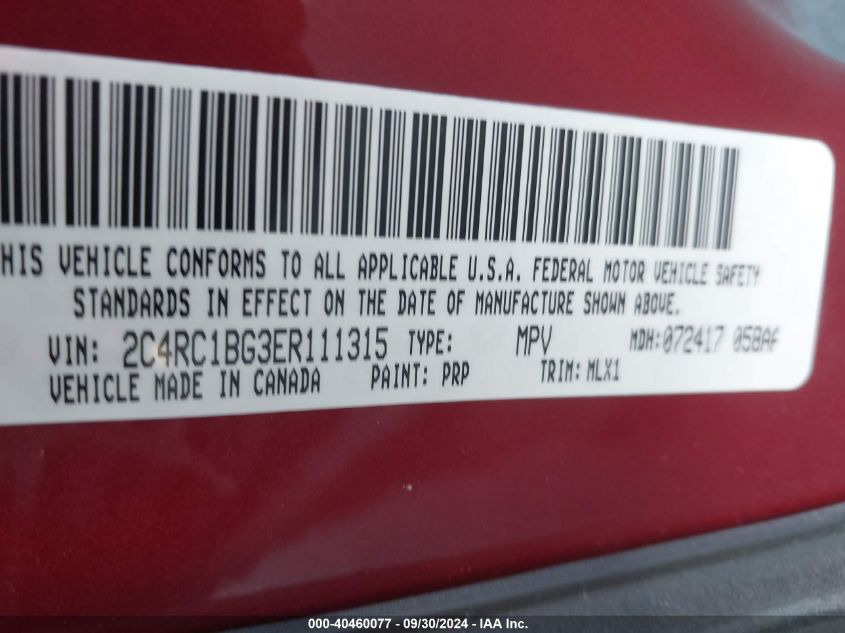 HIS VEHICLE CONFORMS TO ALL APPLICABLE U.S.A. FEDERAL MOTOR VEHICLE SAFETY
STANDARDS IN EFFECT ON THE DATE OF MANUFACTURE SHOWN ABOVE.
VIN: 2C4RC1BG3ER111315 TYPE: MPV MDH:072417 058AF
VEHICLE MADE IN CANADA PAINT: PRP TRIM: MLX1
000-40460077 - 09/30/2024 - IAA Inc.